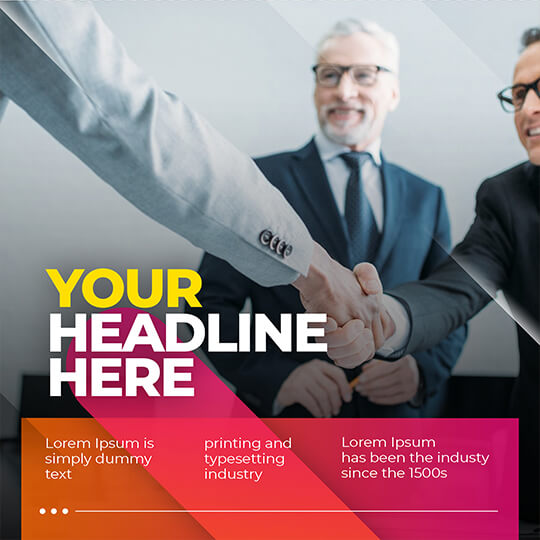 YOUR
HEADLINE
HERE
Lorem Ipsum is
simply dummy
text
printing and
typesetting
industry
Lorem Ipsum
has been the industy
since the 1500s